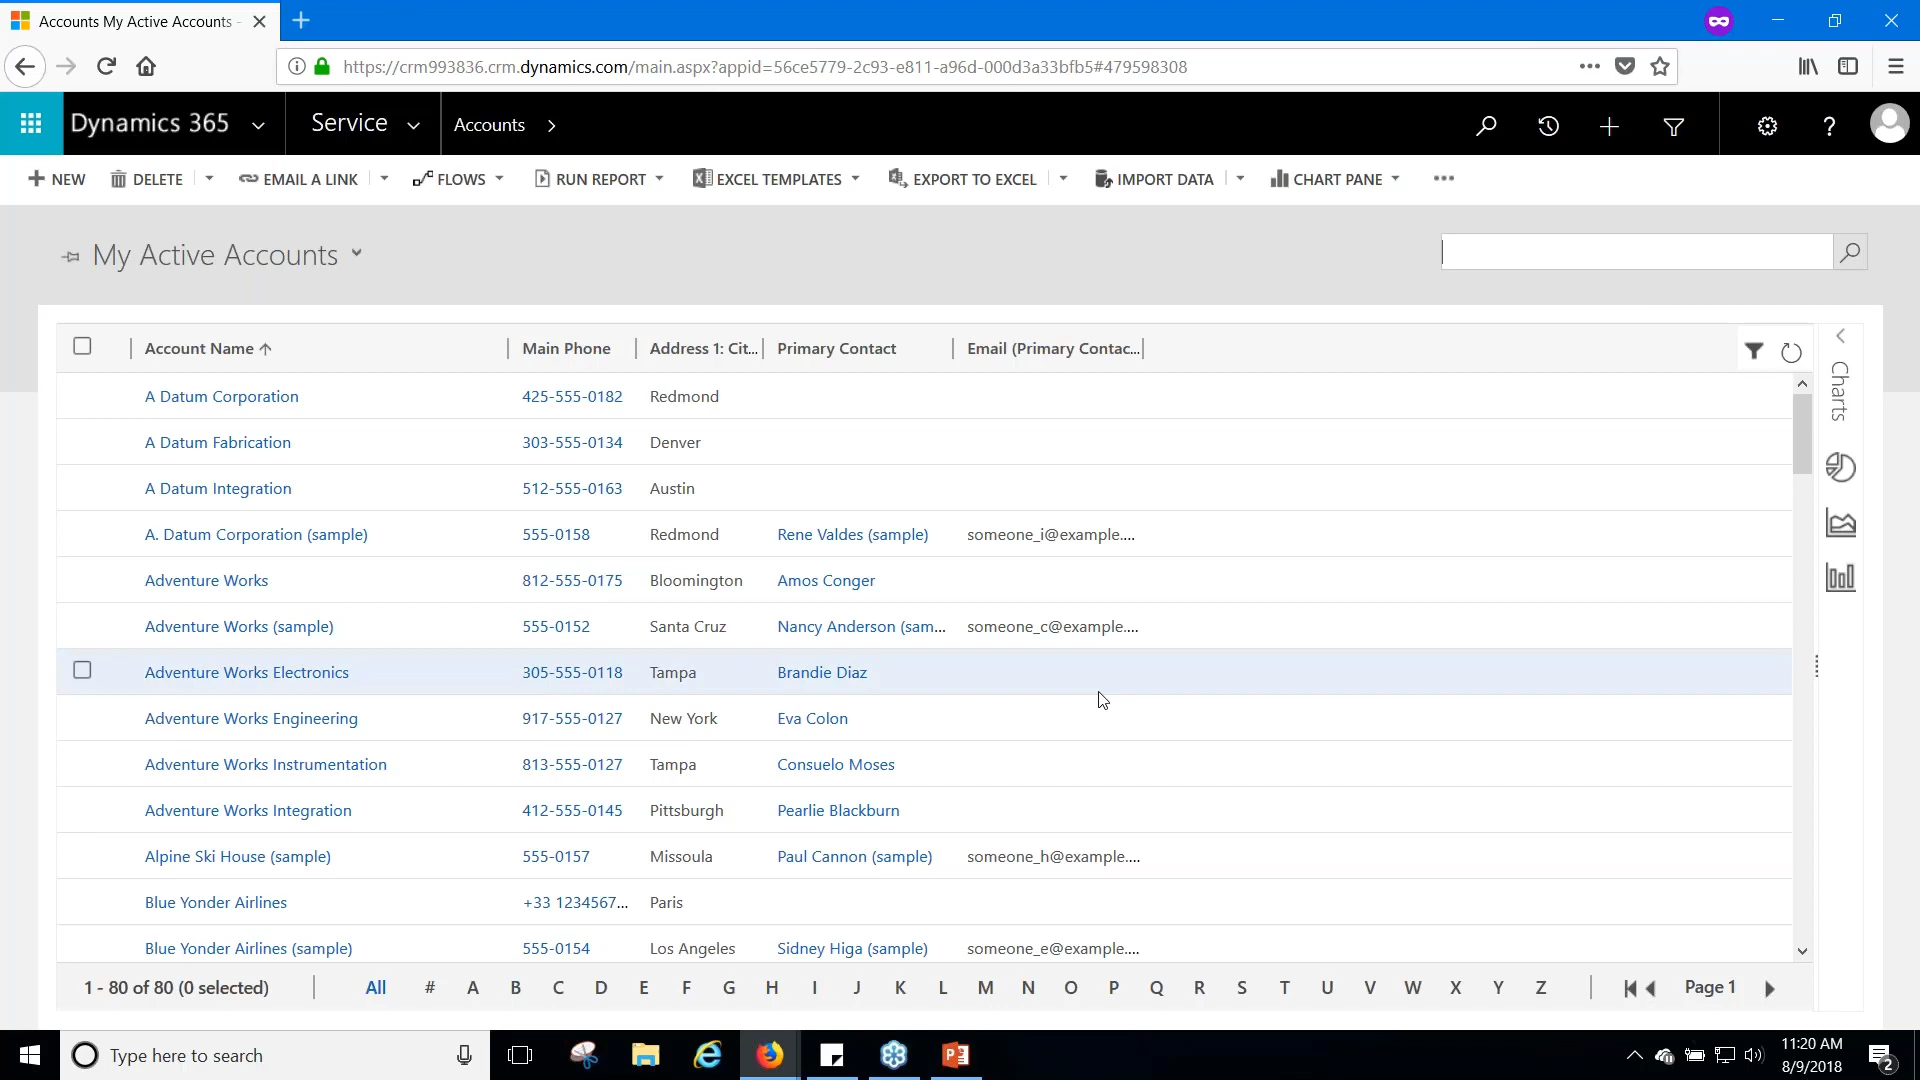 Accounts My Active Accounts -
https://crm993836.crm.dynamics.com/main.aspx?appid=56ce5779-2c93-e811-a96d-000d3a33bfb5#479598308
Dynamics 365 Service Accounts
NEW DELETE EMAIL A LINK FLOWS RUN REPORT EXCEL TEMPLATES EXPORT TO EXCEL IMPORT DATA CHART PANE
My Active Accounts
Account Name Main Phone Address 1: Cit... Primary Contact Email (Primary Contac...
Charts
A Datum Corporation 425-555-0182 Redmond
A Datum Fabrication 303-555-0134 Denver
A Datum Integration 512-555-0163 Austin
A. Datum Corporation (sample) 555-0158 Redmond Rene Valdes (sample) someone_i@example....
Adventure Works 812-555-0175 Bloomington Amos Conger
Adventure Works (sample) 555-0152 Santa Cruz Nancy Anderson (sam... someone_c@example....
Adventure Works Electronics 305-555-0118 Tampa Brandie Diaz
Adventure Works Engineering 917-555-0127 New York Eva Colon
Adventure Works Instrumentation 813-555-0127 Tampa Consuelo Moses
Adventure Works Integration 412-555-0145 Pittsburgh Pearlie Blackburn
Alpine Ski House (sample) 555-0157 Missoula Paul Cannon (sample) someone_h@example....
Blue Yonder Airlines +33 1234567... Paris
Blue Yonder Airlines (sample) 555-0154 Los Angeles Sidney Higa (sample) someone_e@example....
1 - 80 of 80 (0 selected) All # A B C D E F G H I J K L M N O P Q R S T U V W X Y Z Page 1
Type here to search
11:20 AM
8/9/2018
2